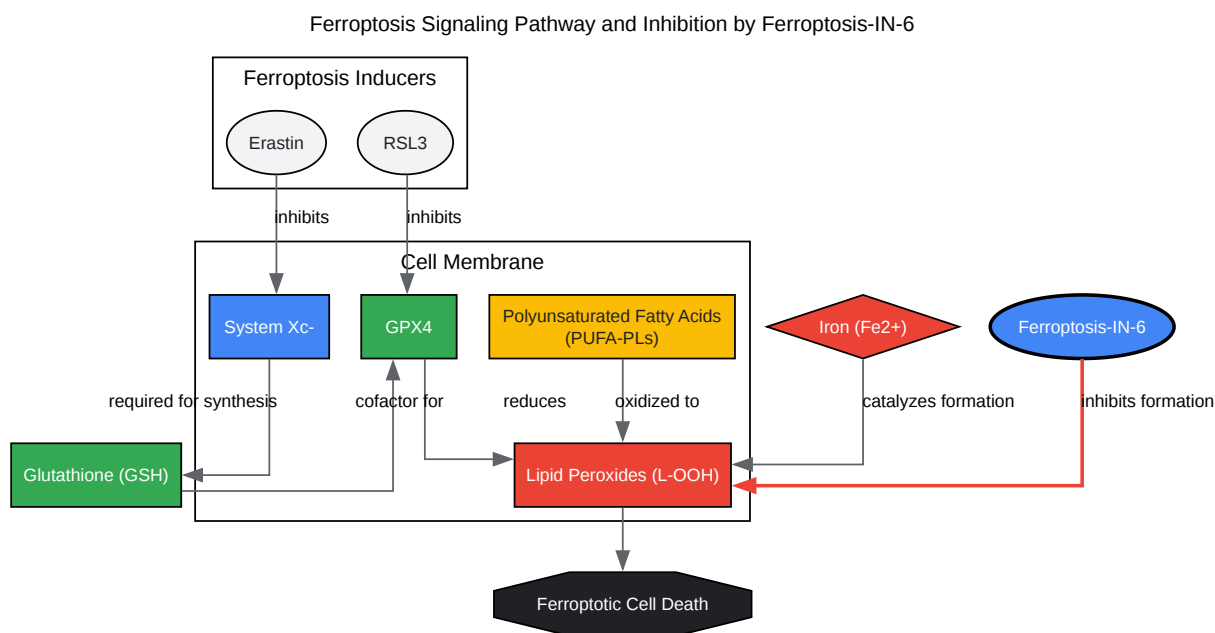 Ferroptosis Signaling Pathway and Inhibition by Ferroptosis-IN-6
Ferroptosis Inducers
Erastin
RSL3
inhibits
inhibits
Cell Membrane
System Xc-
GPX4
Polyunsaturated Fatty Acids
(PUFA-PLs)
Iron (Fe2+)
Ferroptosis-IN-6
required for synthesis
cofactor for
reduces
oxidized to
catalyzes formation
inhibits formation
Glutathione (GSH)
Lipid Peroxides (L-OOH)
Ferroptotic Cell Death